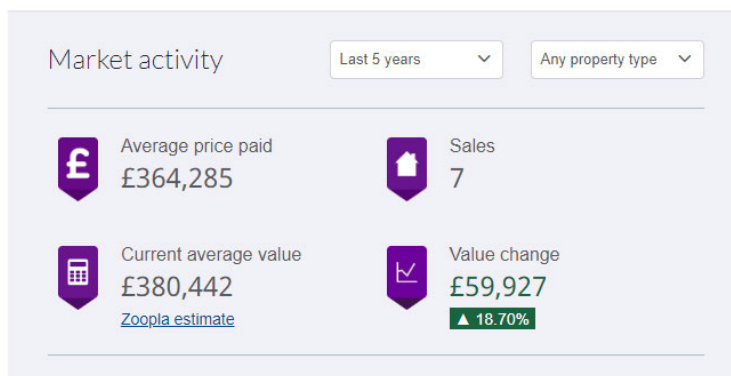 Market activity
Last 5 years
Any property type
£
Average price paid
£364,285
Sales
7
Current average value
£380,442
Zoopla estimate
Value change
£59,927
▲ 18.70%